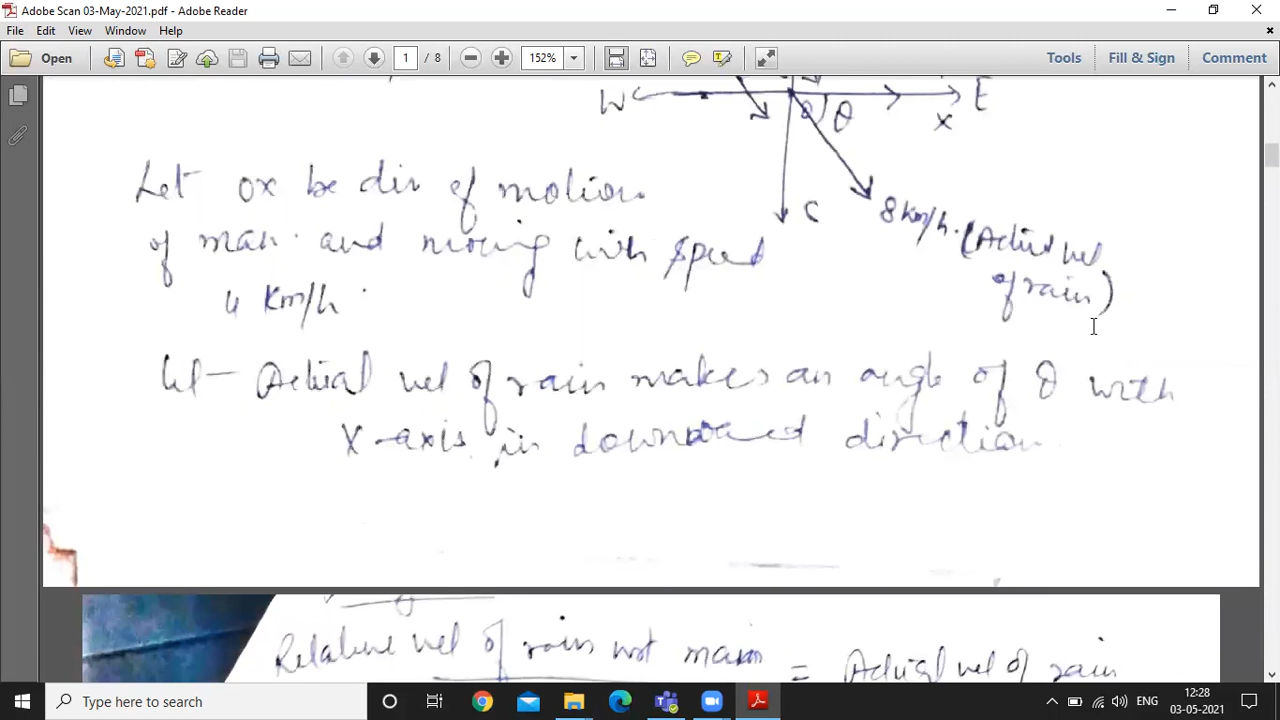 Adobe Scan 03-May-2021.pdf - Adobe Reader
File Edit View Window Help
Open 1 / 8 152% Tools Fill & Sign Comment
W E
θ
X
Let ox be dir of motion
C
8 km/h. (Actual vel
of rain)
of man. and moving with speed
4 Km/h
Let Actual vel of rain makes an angle of θ with
X-axis in downward direction
Relative vel of rain wrt man = Actual vel of rain
Type here to search
12:28
ENG
03-05-2021